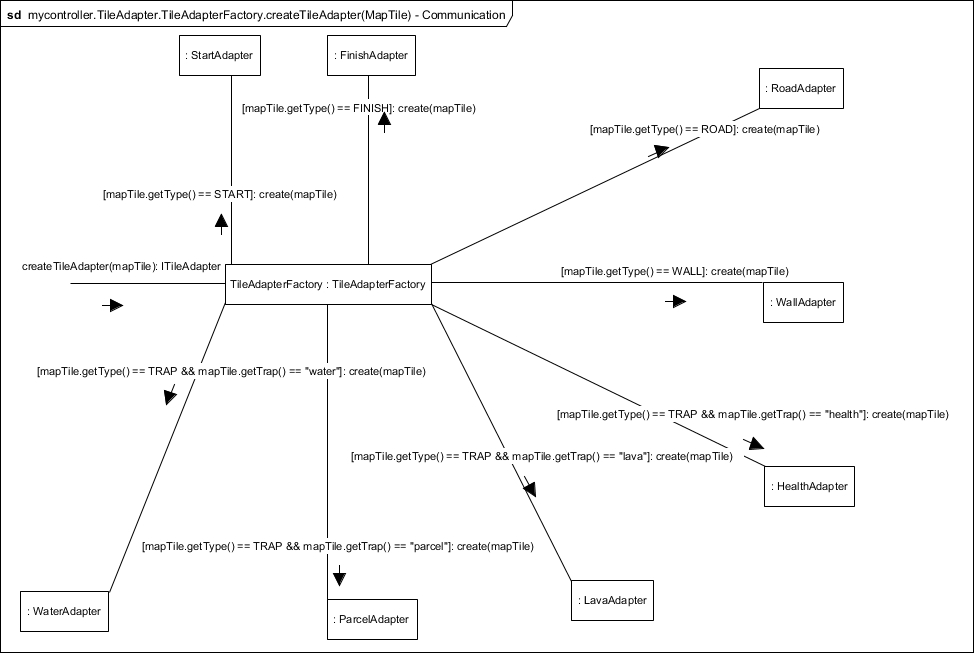 sd mycontroller.TileAdapter.TileAdapterFactory.createTileAdapter(MapTile) - Communication
: StartAdapter
: FinishAdapter
: RoadAdapter
[mapTile.getType() == FINISH]: create(mapTile)
[mapTile.getType() == ROAD]: create(mapTile)
[mapTile.getType() == START]: create(mapTile)
createTileAdapter(mapTile): ITileAdapter
[mapTile.getType() == WALL]: create(mapTile)
TileAdapterFactory : TileAdapterFactory
: WallAdapter
[mapTile.getType() == TRAP && mapTile.getTrap() == "water"]: create(mapTile)
[mapTile.getType() == TRAP && mapTile.getTrap() == "health"]: create(mapTile)
[mapTile.getType() == TRAP && mapTile.getTrap() == "lava"]: create(mapTile)
: HealthAdapter
[mapTile.getType() == TRAP && mapTile.getTrap() == "parcel"]: create(mapTile)
: LavaAdapter
: WaterAdapter
: ParcelAdapter